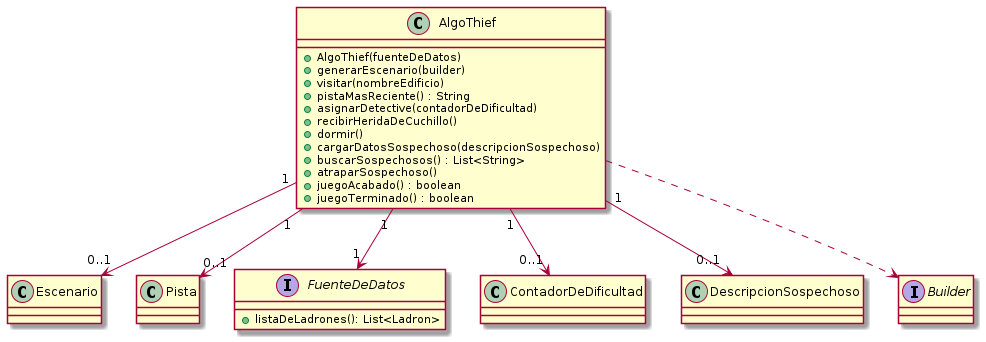 C AlgoThief
AlgoThief(fuenteDeDatos)
generarEscenario(builder)
visitar(nombreEdificio)
pistaMasReciente() : String
asignarDetective(contadorDeDificultad)
recibirHeridaDeCuchillo()
dormir()
cargarDatosSospechoso(descripcionSospechoso)
buscarSospechosos() : List<String>
atraparSospechoso()
juegoAcabado() : boolean
juegoTerminado() : boolean
1
1
1
1
1
0..1
0..1
1
0..1
0..1
C Escenario
C Pista
I FuenteDeDatos
listaDeLadrones(): List<Ladron>
C ContadorDeDificultad
C DescripcionSospechoso
I Builder